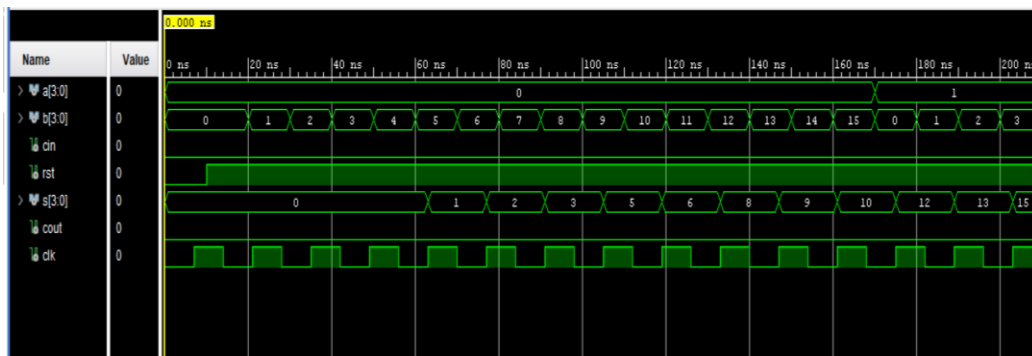 0.000 ns
Name Value 0 ns 20 ns 40 ns 60 ns 80 ns 100 ns 120 ns 140 ns 160 ns 180 ns 200 n
a[3:0] 0 0 1
b[3:0] 0 0 1 2 3 4 5 6 7 8 9 10 11 12 13 14 15 0 1 2 3
cin 0
rst 0
s[3:0] 0 0 1 2 3 5 6 8 9 10 12 13 15
cout 0
clk 0